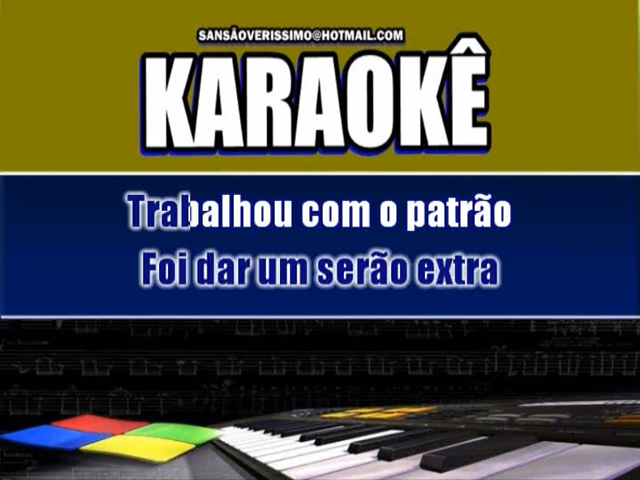 SANSÃOVERISSIMO@HOTMAIL.COM
KARAOKÊ
Trabalhou com o patrão
Foi dar um serão extra